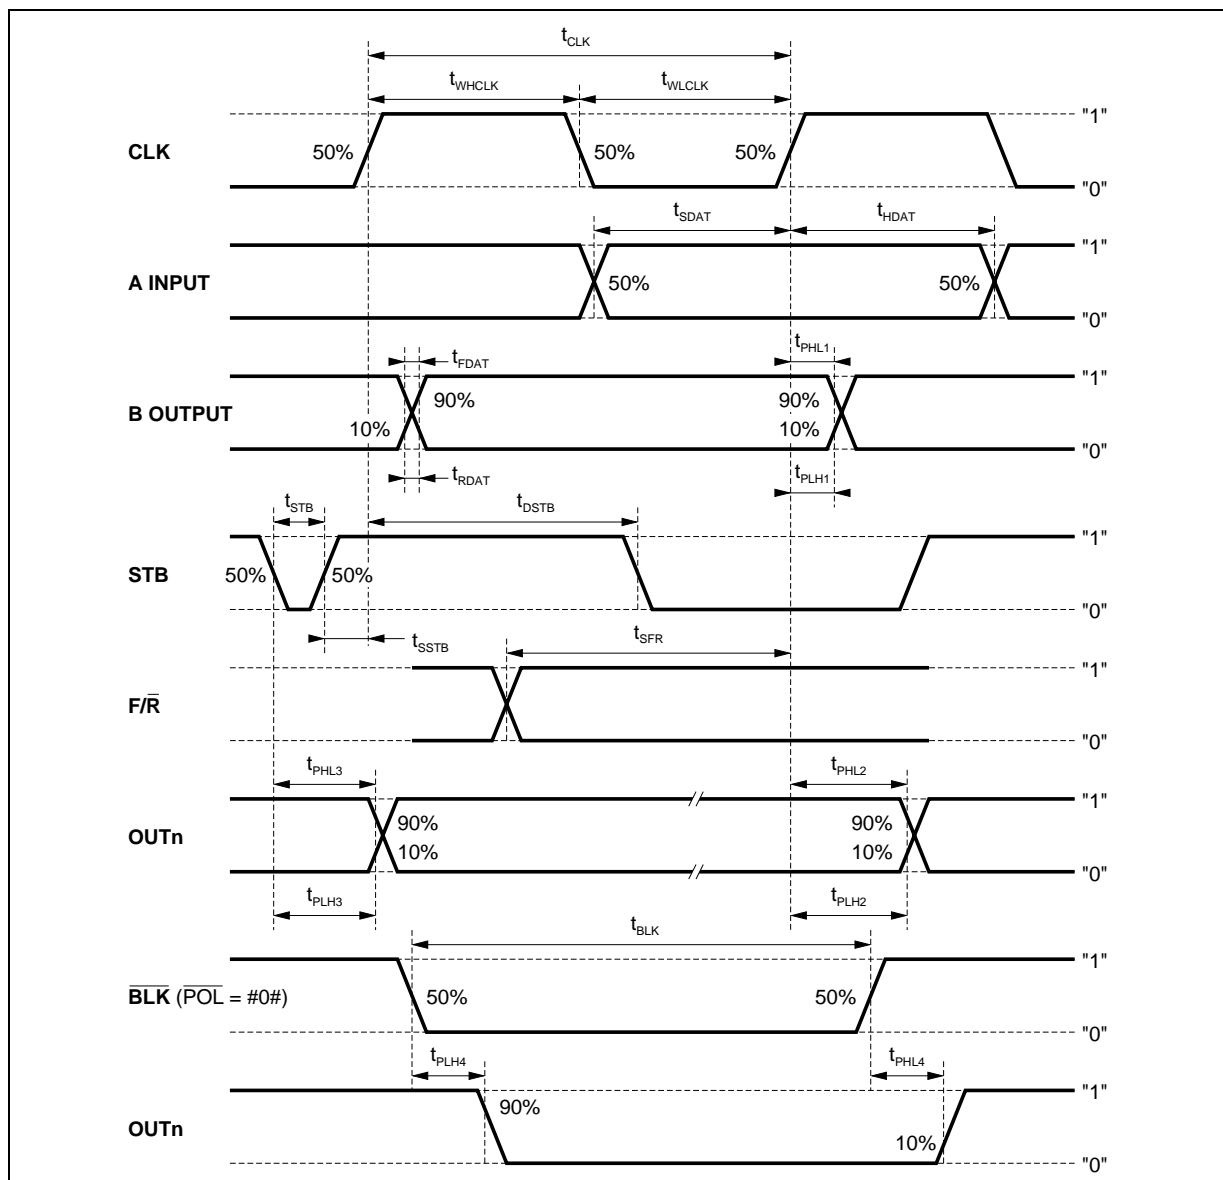 tCLK
tWHCLK tWLCLK
"1"
CLK 50% 50% 50%
"0"
tSDAT tHDAT
"1"
A INPUT 50% 50%
"0"
tFDAT tPHL1
"1"
90% 90%
B OUTPUT
10% 10%
"0"
tRDAT tPLH1
tSTB tDSTB
"1"
STB 50% 50%
"0"
tSSTB tSFR
"1"
F/R̅
"0"
tPHL3 tPHL2
"1"
90% 90%
OUTn
10% 10%
"0"
tPLH3 tPLH2
tBLK
"1"
B̅L̅K̅ (P̅O̅L̅ = #0#) 50% 50%
"0"
tPLH4 tPHL4
"1"
90%
OUTn
10%
"0"